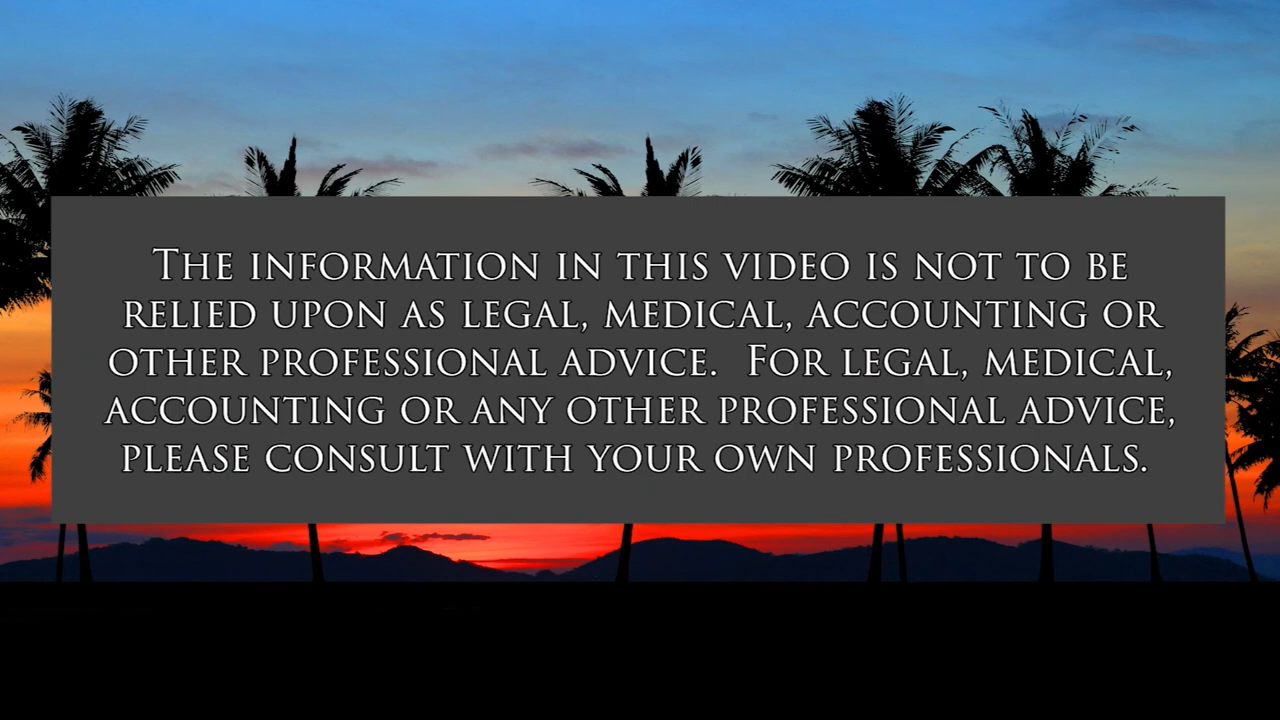 The information in this video is not to be
relied upon as legal, medical, accounting or
other professional advice.  For legal, medical,
accounting or any other professional advice,
please consult with your own professionals.